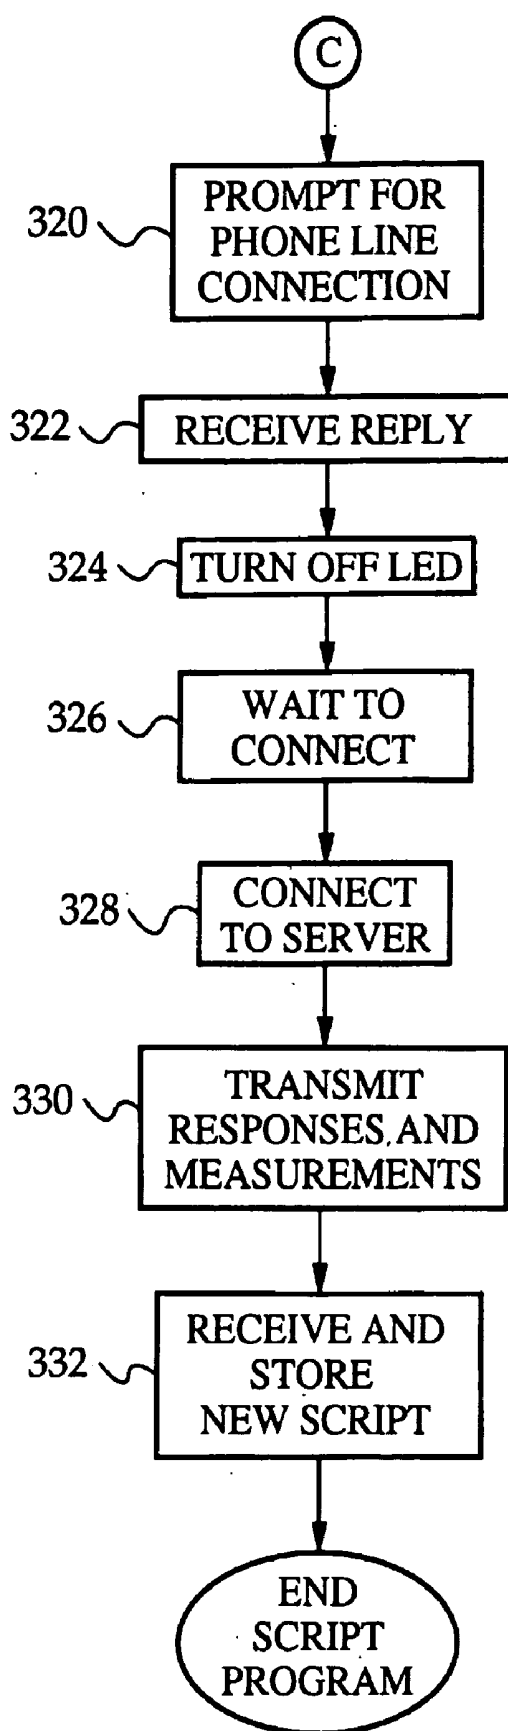 C
320
PROMPT FOR
PHONE LINE
CONNECTION
322
RECEIVE REPLY
324
TURN OFF LED
326
WAIT TO
CONNECT
328
CONNECT
TO SERVER
330
TRANSMIT
RESPONSES AND
MEASUREMENTS
332
RECEIVE AND
STORE
NEW SCRIPT
END
SCRIPT
PROGRAM